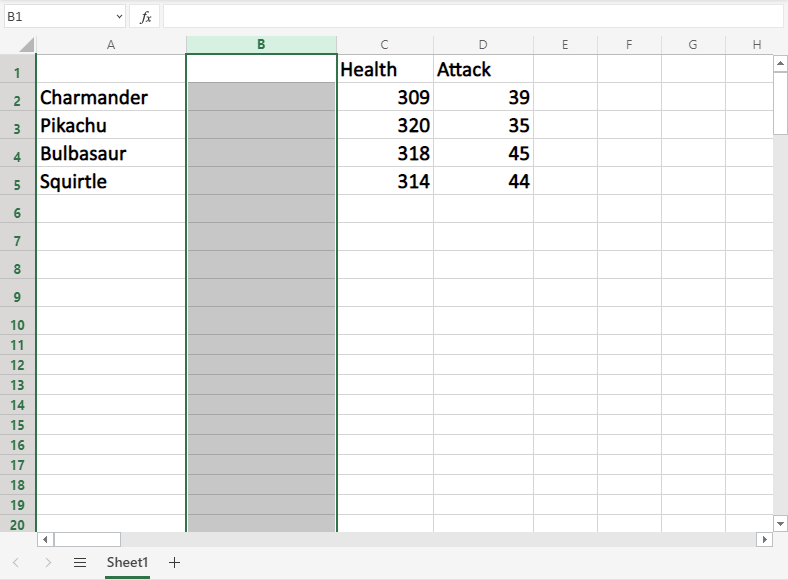 B1 fx
A B C D E F G H
1 Health Attack
2 Charmander 309 39
3 Pikachu 320 35
4 Bulbasaur 318 45
5 Squirtle 314 44
6
7
8
9
10
11
12
13
14
15
16
17
18
19
20
Sheet1